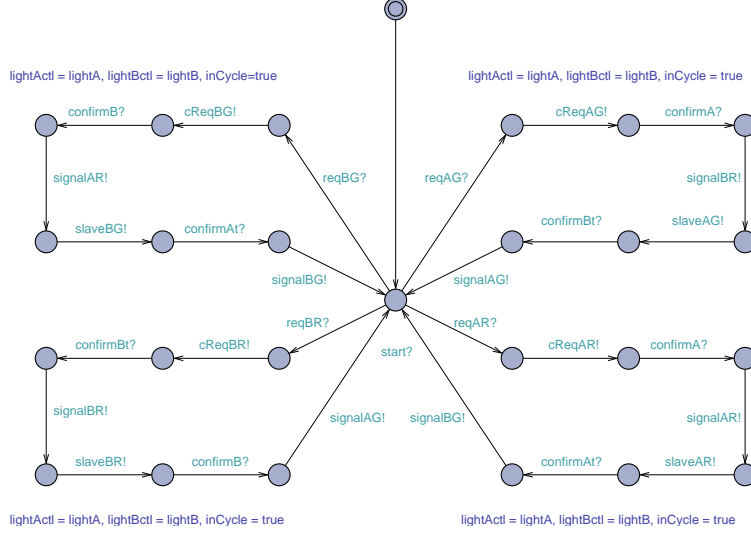 lightActl = lightA, lightBctl = lightB, inCycle=true
lightActl = lightA, lightBctl = lightB, inCycle = true
confirmB?
cReqBG!
cReqAG!
confirmA?
signalAR!
reqBG?
reqAG?
signalBR!
slaveBG!
confirmAt?
confirmBt?
slaveAG!
signalBG!
signalAG!
reqBR?
reqAR?
confirmBt?
cReqBR!
start?
cReqAR!
confirmA?
signalBR!
signalAG!
signalBG!
signalAR!
slaveBR!
confirmB?
confirmAt?
slaveAR!
lightActl = lightA, lightBctl = lightB, inCycle = true
lightActl = lightA, lightBctl = lightB, inCycle = true